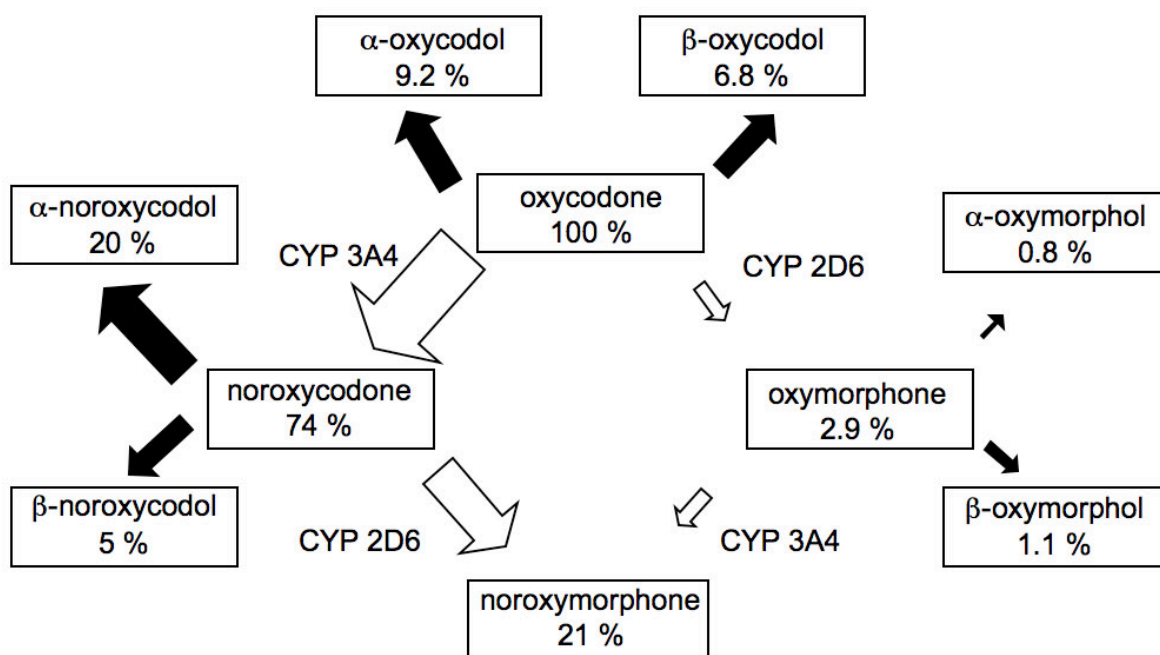 α-oxycodol
9.2 %
β-oxycodol
6.8 %
α-noroxycodol
20 %
oxycodone
100 %
α-oxymorphol
0.8 %
CYP 3A4
CYP 2D6
noroxycodone
74 %
oxymorphone
2.9 %
β-noroxycodol
5 %
CYP 2D6
CYP 3A4
β-oxymorphol
1.1 %
noroxymorphone
21 %